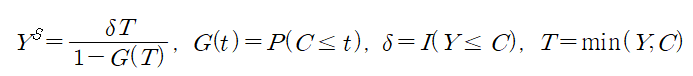 Y^S = δT / (1 − G(T)), G(t) = P(C ≤ t), δ = I(Y ≤ C), T = min(Y, C)